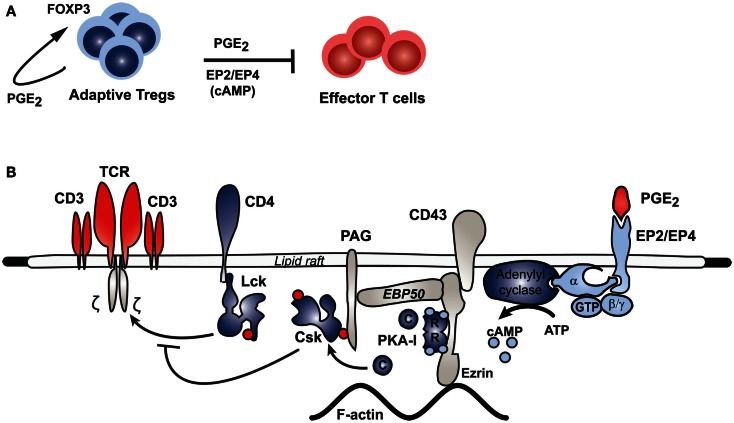 A
FOXP3
PGE2
Adaptive Tregs
PGE2
EP2/EP4
(cAMP)
Effector T cells
B
TCR
CD3
CD3
CD4
CD43
PAG
PGE2
EP2/EP4
Lipid raft
ζ
ζ
Lck
Csk
EBP50
PKA-I
C
C
R
R
Ezrin
F-actin
Adenylyl
cyclase
α
GTP
β/γ
cAMP
ATP